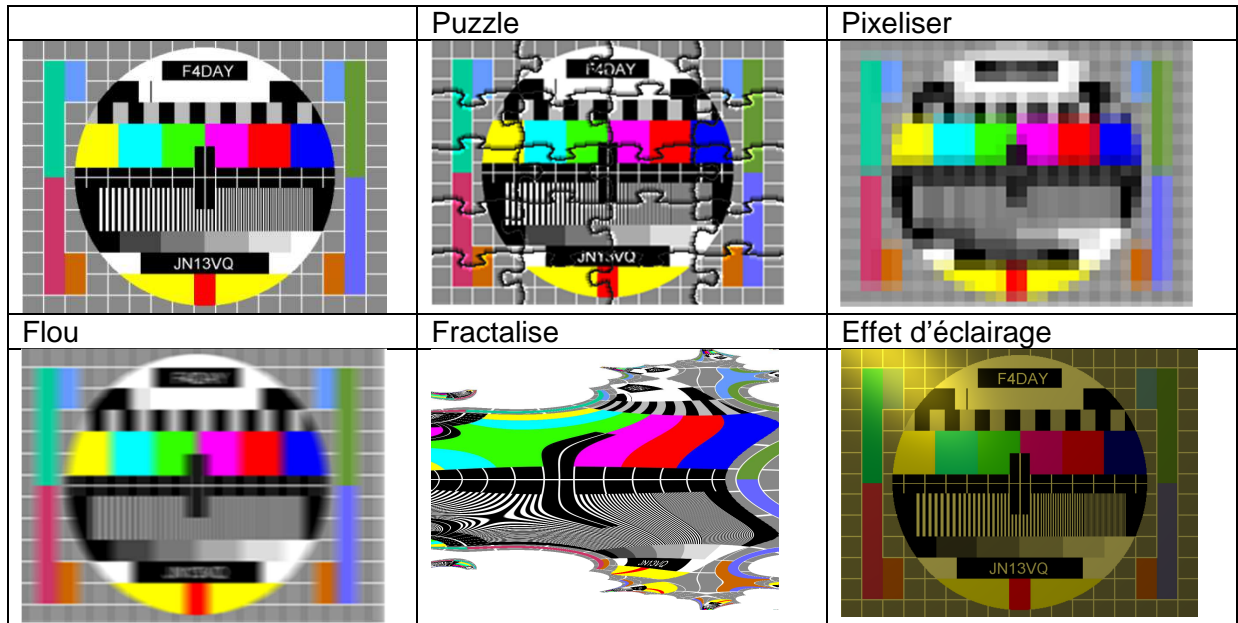 Puzzle
Pixeliser
F4DAY
JN13VQ
F4DAY
JN13VQ
Flou
Fractalise
Effet d'éclairage
F4DAY
JN13VQ